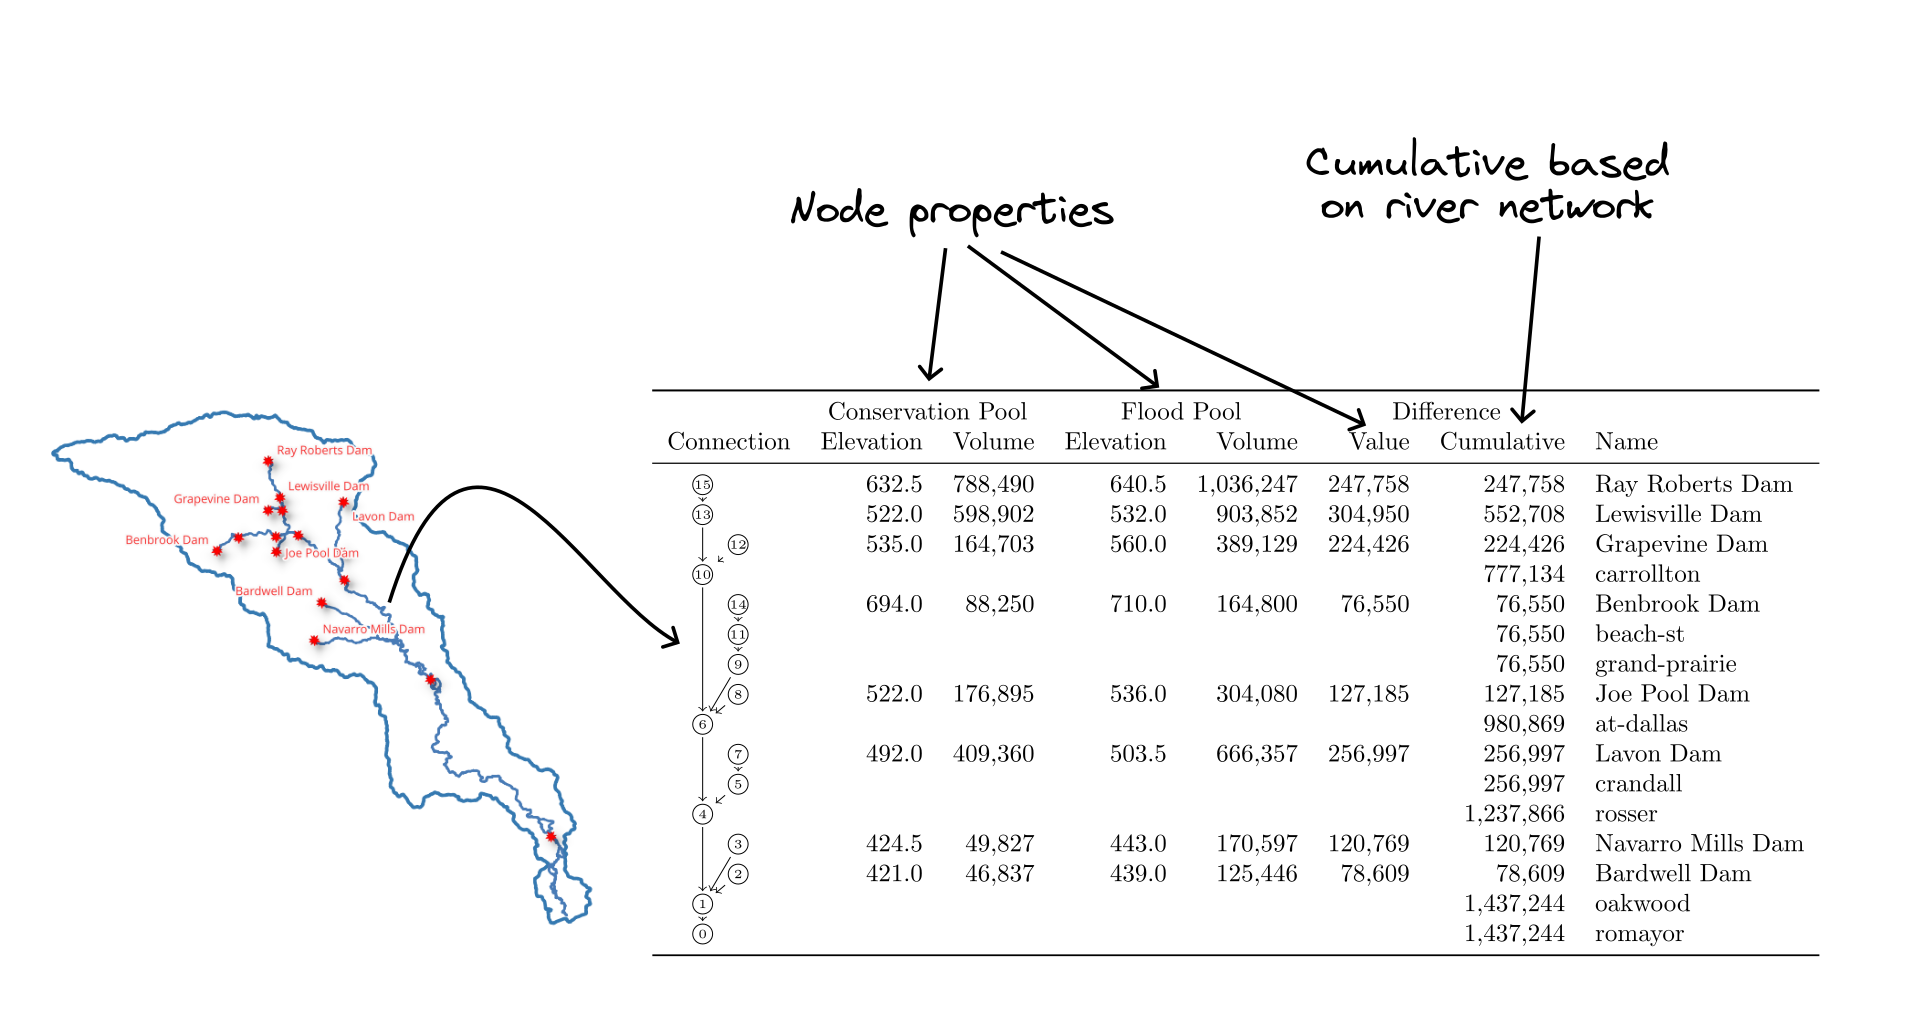 Cumulative based
on river network
Node properties
Conservation Pool Flood Pool Difference
Connection Elevation Volume Elevation Volume Value Cumulative Name
15 632.5 788,490 640.5 1,036,247 247,758 247,758 Ray Roberts Dam
13 522.0 598,902 532.0 903,852 304,950 552,708 Lewisville Dam
12 535.0 164,703 560.0 389,129 224,426 224,426 Grapevine Dam
10 777,134 carrollton
14 694.0 88,250 710.0 164,800 76,550 76,550 Benbrook Dam
11 76,550 beach-st
9 76,550 grand-prairie
8 522.0 176,895 536.0 304,080 127,185 127,185 Joe Pool Dam
6 980,869 at-dallas
7 492.0 409,360 503.5 666,357 256,997 256,997 Lavon Dam
5 256,997 crandall
4 1,237,866 rosser
3 424.5 49,827 443.0 170,597 120,769 120,769 Navarro Mills Dam
2 421.0 46,837 439.0 125,446 78,609 78,609 Bardwell Dam
1 1,437,244 oakwood
0 1,437,244 romayor
Ray Roberts Dam
Lewisville Dam
Grapevine Dam
Lavon Dam
Benbrook Dam
Joe Pool Dam
Bardwell Dam
Navarro Mills Dam